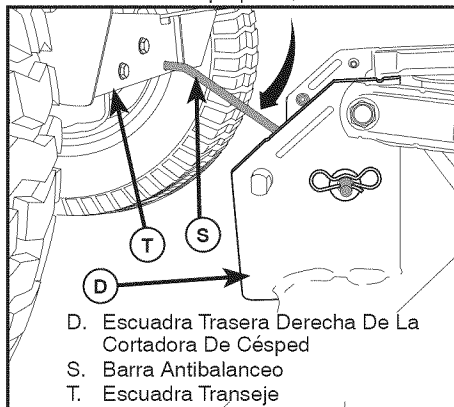 T
S
D
D. Escuadra Trasera Derecha De La
Cortadora De Césped
S. Barra Antibalanceo
T. Escuadra Transeje